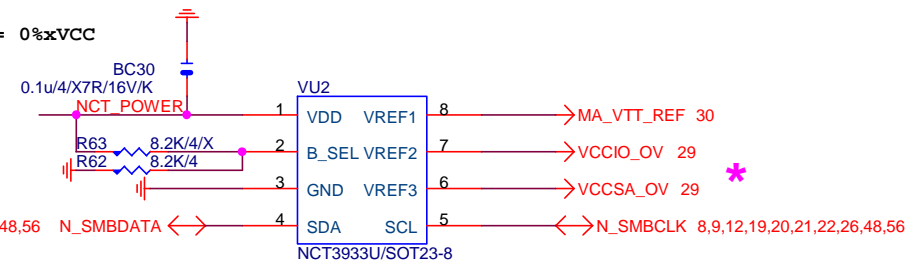 = 0%xVCC
BC30
0.1u/4/X7R/16V/K
NCT_POWER
VU2
1 VDD VREF1 8 MA_VTT_REF 30
R63 8.2K/4/X
2 B_SEL VREF2 7 VCCIO_OV 29
R62 8.2K/4
3 GND VREF3 6 VCCSA_OV 29 *
48,56 N_SMBDATA 4 SDA SCL 5 N_SMBCLK 8,9,12,19,20,21,22,26,48,56
NCT3933U/SOT23-8